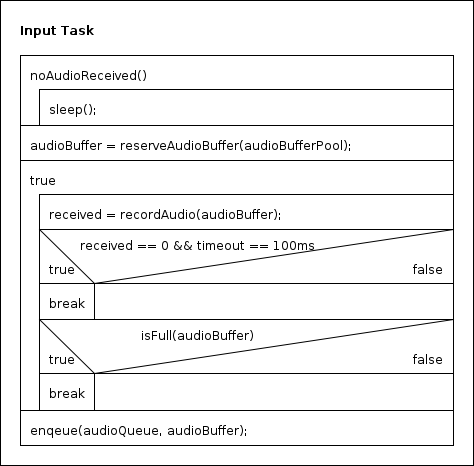 Input Task
noAudioReceived()
sleep();
audioBuffer = reserveAudioBuffer(audioBufferPool);
true
received = recordAudio(audioBuffer);
received == 0 && timeout == 100ms
true false
break
isFull(audioBuffer)
true false
break
enqeue(audioQueue, audioBuffer);